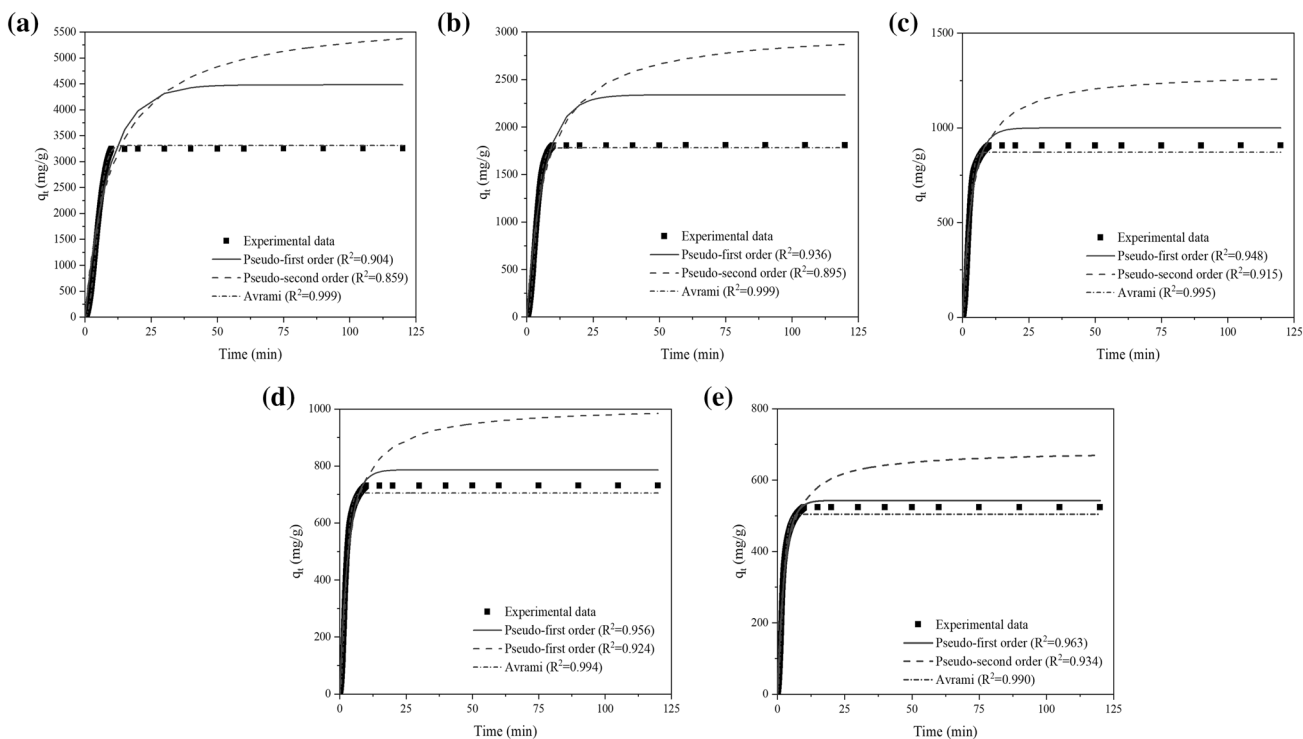 (a)
5500
5000
4500
4000
3500
3000
2500
2000
1500
1000
500
0
qt (mg/g)
Experimental data
Pseudo-first order (R²=0.904)
Pseudo-second order (R²=0.859)
Avrami (R²=0.999)
0 25 50 75 100 125
Time (min)
(b)
3000
2500
2000
1500
1000
500
0
qt (mg/g)
Experimental data
Pseudo-first order (R²=0.936)
Pseudo-second order (R²=0.895)
Avrami (R²=0.999)
0 25 50 75 100 125
Time (min)
(c)
1500
1000
500
0
qt (mg/g)
Experimental data
Pseudo-first order (R²=0.948)
Pseudo-second order (R²=0.915)
Avrami (R²=0.995)
0 25 50 75 100 125
Time (min)
(d)
1000
800
600
400
200
0
qt (mg/g)
Experimental data
Pseudo-first order (R²=0.956)
Pseudo-first order (R²=0.924)
Avrami (R²=0.994)
0 25 50 75 100 125
Time (min)
(e)
800
600
400
200
0
qt (mg/g)
Experimental data
Pseudo-first order (R²=0.963)
Pseudo-second order (R²=0.934)
Avrami (R²=0.990)
0 25 50 75 100 125
Time (min)